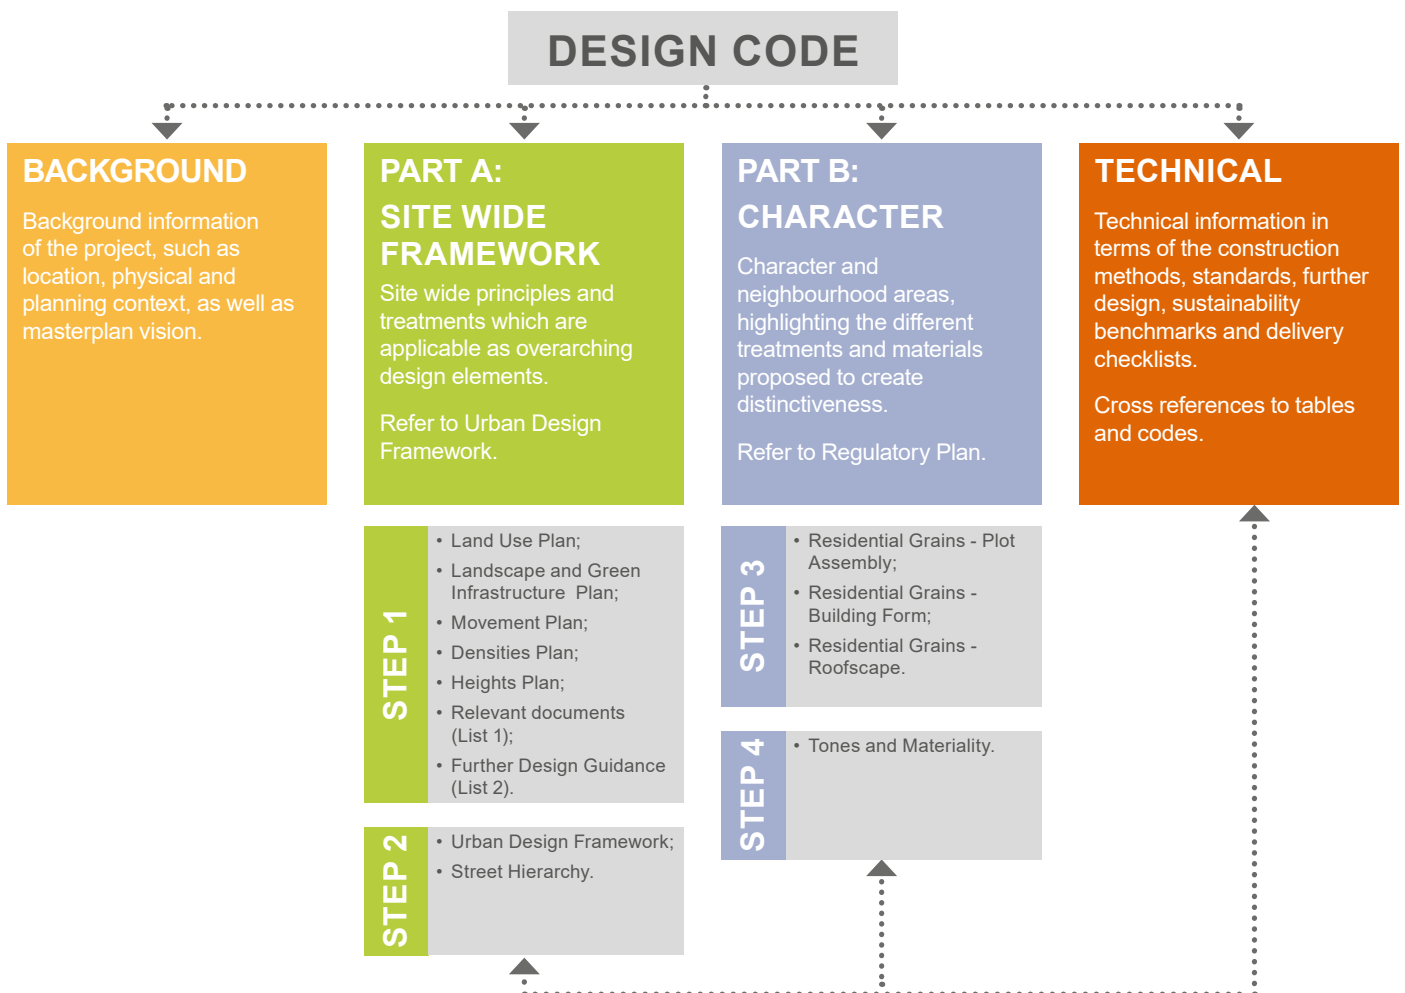 DESIGN CODE
BACKGROUND
Background information
of the project, such as
location, physical and
planning context, as well as
masterplan vision.
PART A:
SITE WIDE
FRAMEWORK
Site wide principles and
treatments which are
applicable as overarching
design elements.
Refer to Urban Design
Framework.
STEP 1
• Land Use Plan;
• Landscape and Green
Infrastructure Plan;
• Movement Plan;
• Densities Plan;
• Heights Plan;
• Relevant documents
(List 1);
• Further Design Guidance
(List 2).
STEP 2
• Urban Design Framework;
• Street Hierarchy.
PART B:
CHARACTER
Character and
neighbourhood areas,
highlighting the different
treatments and materials
proposed to create
distinctiveness.
Refer to Regulatory Plan.
STEP 3
• Residential Grains - Plot
Assembly;
• Residential Grains -
Building Form;
• Residential Grains -
Roofscape.
STEP 4
• Tones and Materiality.
TECHNICAL
Technical information in
terms of the construction
methods, standards, further
design, sustainability
benchmarks and delivery
checklists.
Cross references to tables
and codes.